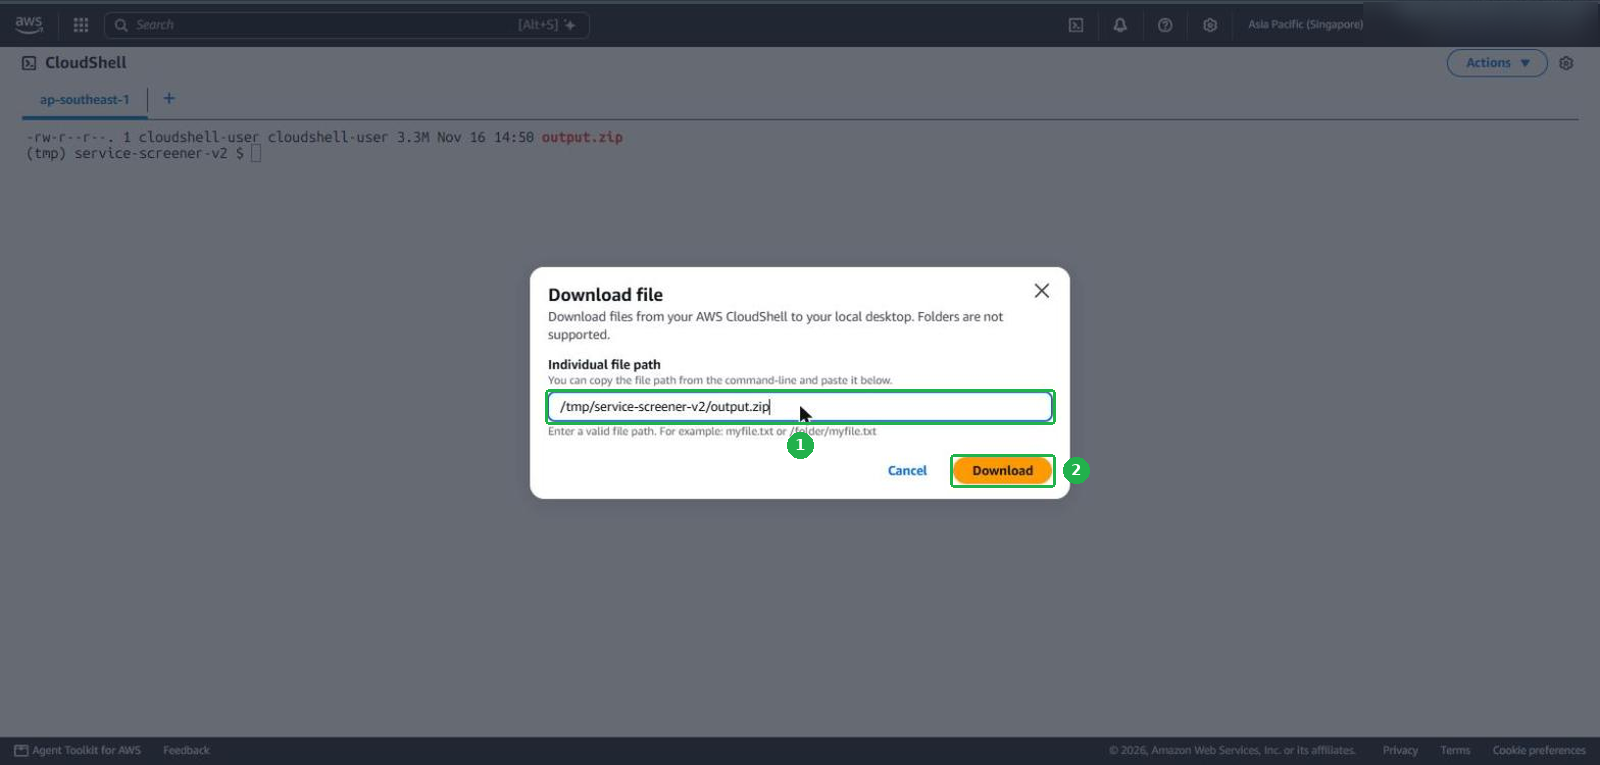 aws
Search [Alt+S]
Asia Pacific (Singapore)
CloudShell
Actions
ap-southeast-1 +
-rw-r--r--. 1 cloudshell-user cloudshell-user 3.3M Nov 16 14:50 output.zip
(tmp) service-screener-v2 $
Download file
Download files from your AWS CloudShell to your local desktop. Folders are not
supported.
Individual file path
You can copy the file path from the command-line and paste it below.
/tmp/service-screener-v2/output.zip
Enter a valid file path. For example: myfile.txt or /folder/myfile.txt
1
Cancel Download 2
Agent Toolkit for AWS Feedback © 2026, Amazon Web Services, Inc. or its affiliates. Privacy Terms Cookie preferences